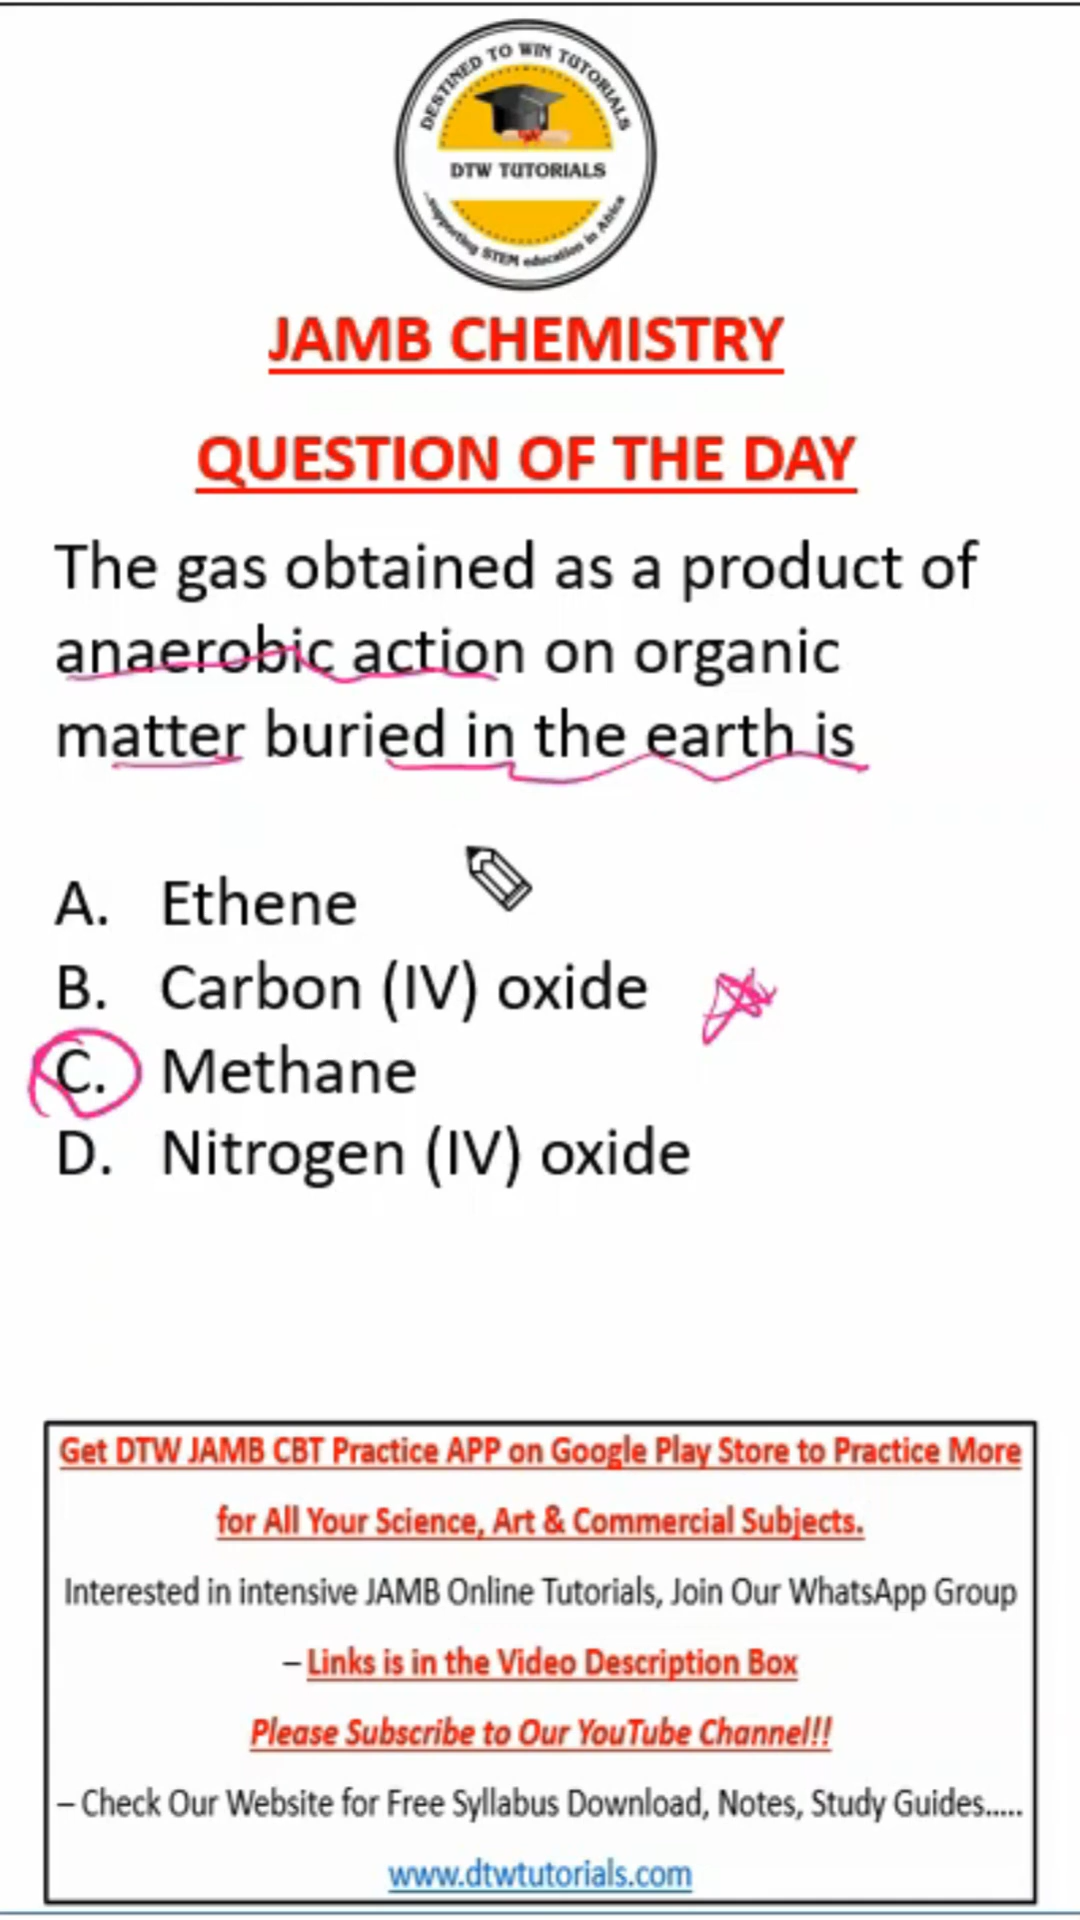 DESTINED TO WIN TUTORIALS
DTW TUTORIALS
...supporting STEM education in Africa
JAMB CHEMISTRY
QUESTION OF THE DAY
The gas obtained as a product of
anaerobic action on organic
matter buried in the earth is
A. Ethene
B. Carbon (IV) oxide
C. Methane
D. Nitrogen (IV) oxide
Get DTW JAMB CBT Practice APP on Google Play Store to Practice More
for All Your Science, Art & Commercial Subjects.
Interested in intensive JAMB Online Tutorials, Join Our WhatsApp Group
– Links is in the Video Description Box
Please Subscribe to Our YouTube Channel!!
– Check Our Website for Free Syllabus Download, Notes, Study Guides.....
www.dtwtutorials.com